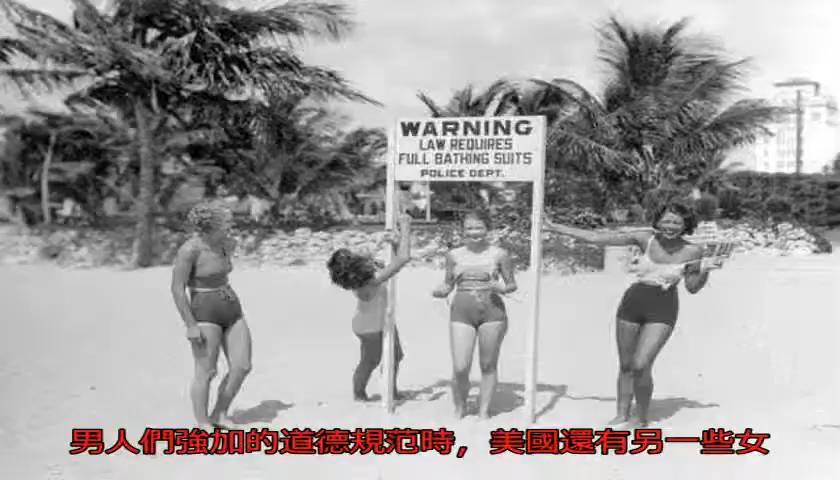 WARNING
LAW REQUIRES
FULL BATHING SUITS
POLICE DEPT.
男人們強加的道德規范時，美國還有另一些女